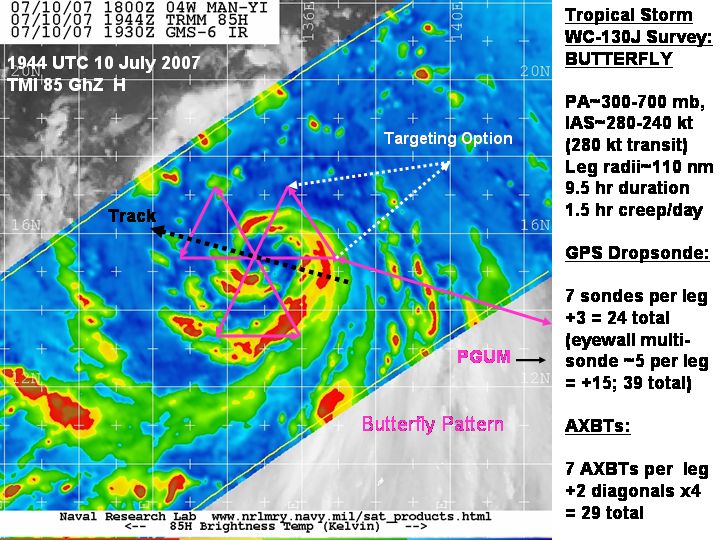 07/10/07 1800Z 04W MAN-YI
07/10/07 1944Z TRMM 85H
07/10/07 1930Z GMS-6 IR
1944 UTC 10 July 2007
TMI 85 GhZ H
136E
140E
20N
20N
Targeting Option
Track
16N
16N
PGUM
12N
12N
Butterfly Pattern
Naval Research Lab www.nrlmry.navy.mil/sat_products.html
<-- 85H Brightness Temp (Kelvin) -->
Tropical Storm
WC-130J Survey:
BUTTERFLY
PA~300-700 mb,
IAS~280-240 kt
(280 kt transit)
Leg radii~110 nm
9.5 hr duration
1.5 hr creep/day
GPS Dropsonde:
7 sondes per leg
+3 = 24 total
(eyewall multi-
sonde ~5 per leg
= +15; 39 total)
AXBTs:
7 AXBTs per leg
+2 diagonals x4
= 29 total